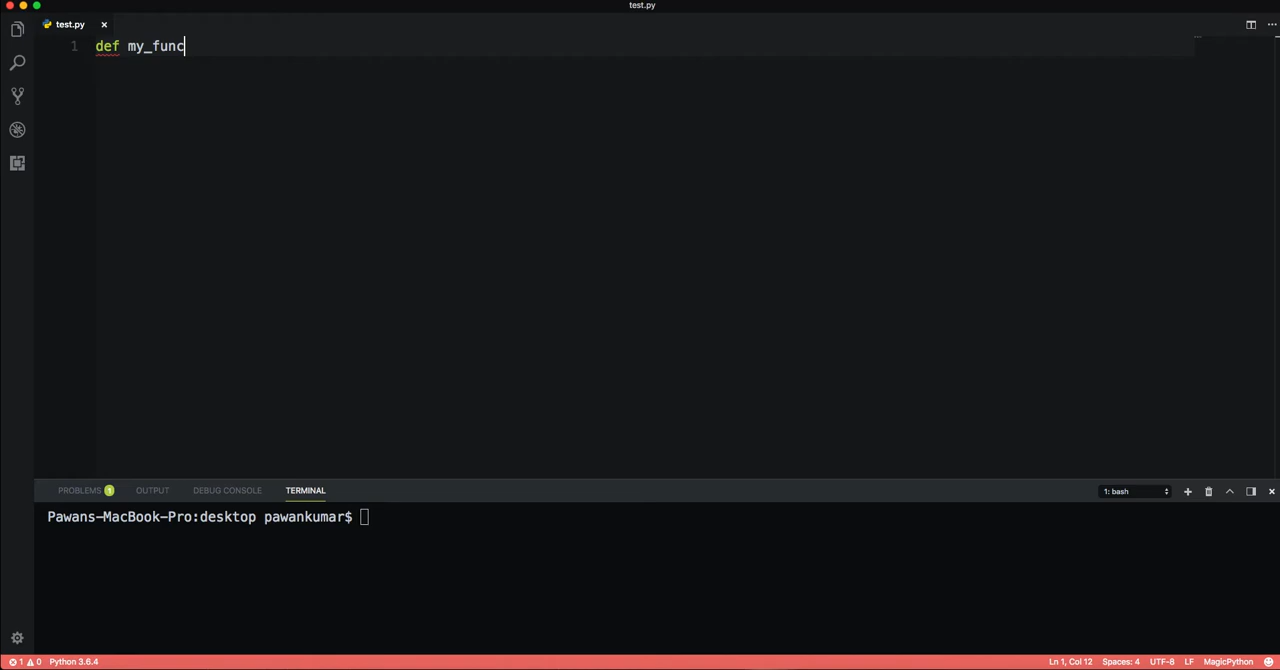 test.py
test.py
1 def my_func
PROBLEMS 1 OUTPUT DEBUG CONSOLE TERMINAL 1: bash
Pawans-MacBook-Pro:desktop pawankumar$
1 0 Python 3.6.4 Ln 1, Col 12 Spaces: 4 UTF-8 LF MagicPython